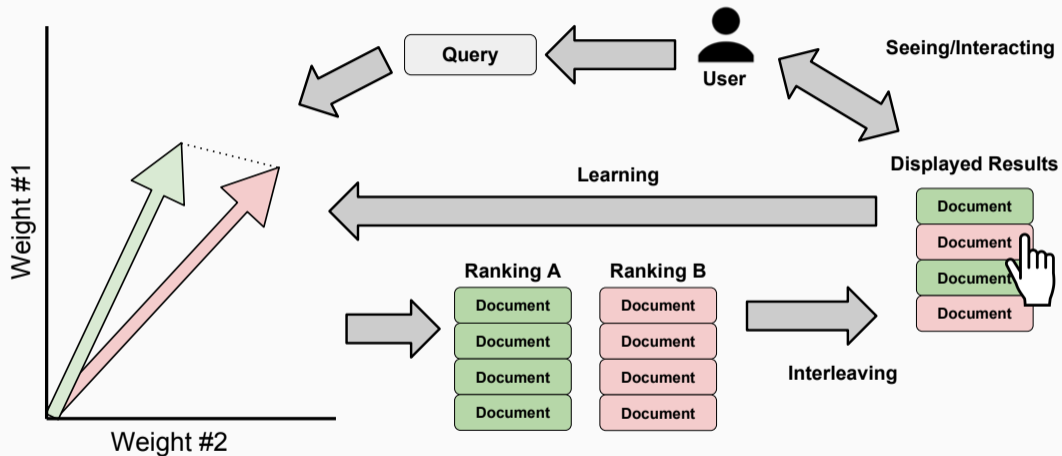 Query
User
Seeing/Interacting
Displayed Results
Document
Document
Document
Document
Learning
Weight #1
Weight #2
Ranking A
Document
Document
Document
Document
Ranking B
Document
Document
Document
Document
Interleaving